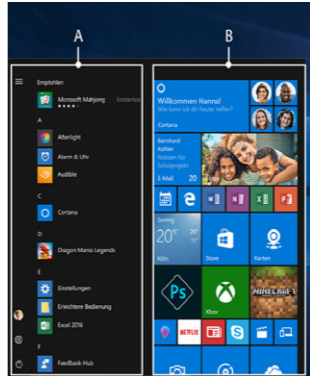 A
B
Empfohlen
Microsoft Mahjong Kostenlos
A
Afterlight
Alarm & Uhr
Audible
C
Cortana
D
Dragon Mania Legends
E
Einstellungen
Erleichterte Bedienung
Excel 2016
F
Feedback-Hub
Willkommen Hanna!
Wie kann ich dir heute helfen?
Cortana
Bernhard
Kohler
Notizen für
Schulprojekt
E-Mail 20
Sonnig
20°
Köln
Store
Karten
Ps
Xbox
MINECRAFT
NETFLIX